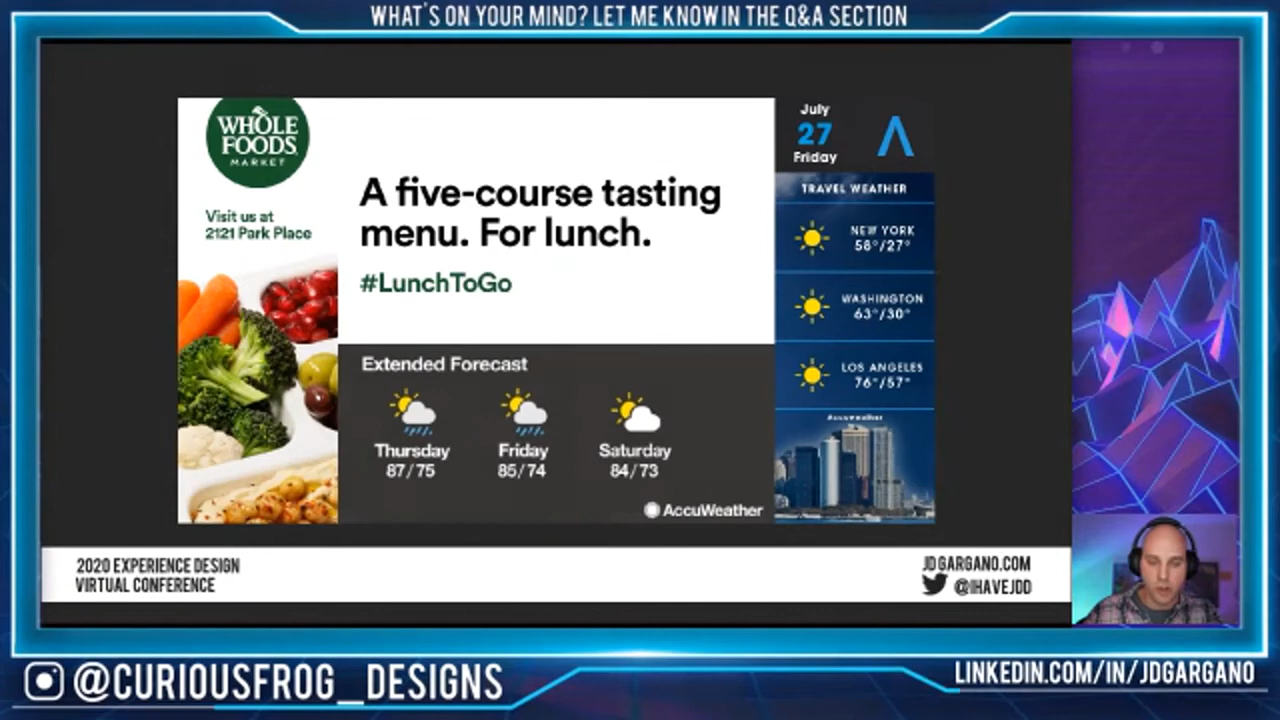 WHAT'S ON YOUR MIND? LET ME KNOW IN THE Q&A SECTION
WHOLE
FOODS
MARKET
Visit us at
2121 Park Place
A five-course tasting
menu. For lunch.
#LunchToGo
Extended Forecast
Thursday
87/75
Friday
85/74
Saturday
84/73
AccuWeather
July
27
Friday
TRAVEL WEATHER
NEW YORK
58°/27°
WASHINGTON
63°/30°
LOS ANGELES
76°/57°
AccuWeather
2020 EXPERIENCE DESIGN
VIRTUAL CONFERENCE
JDGARGANO.COM
@IHAVEJDD
@CURIOUSFROG_DESIGNS
LINKEDIN.COM/IN/JDGARGANO